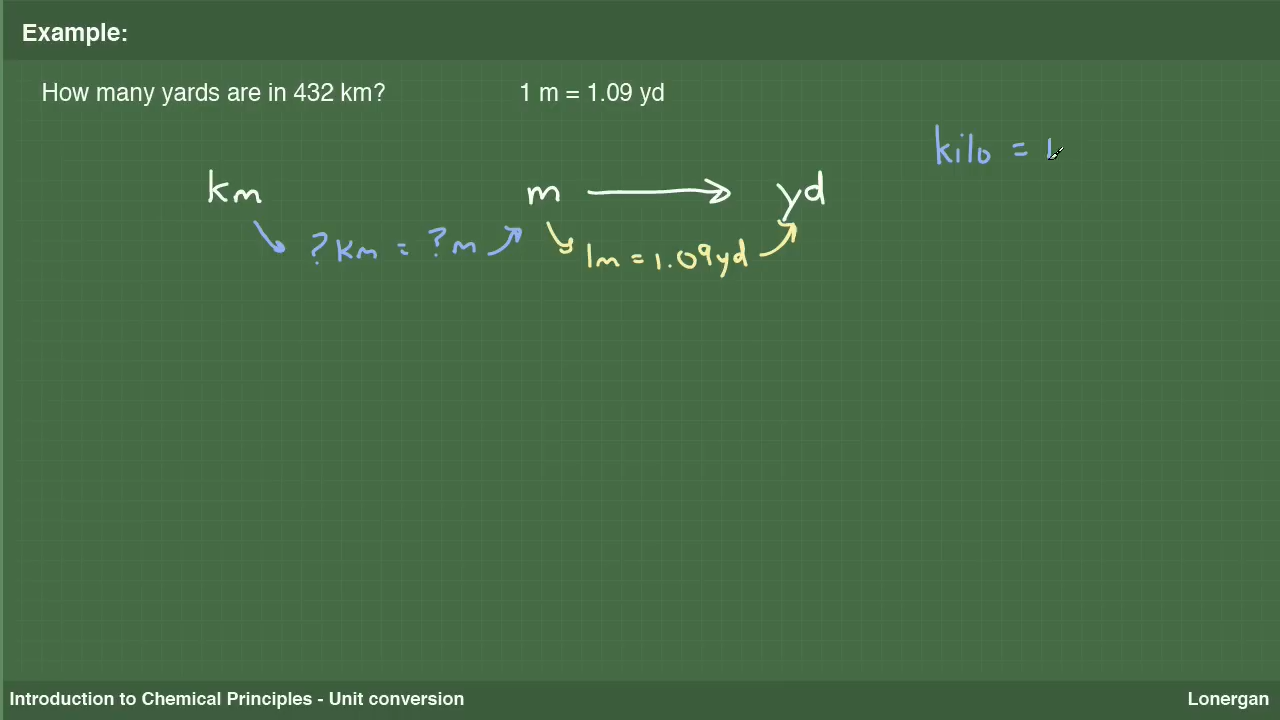 Example:
How many yards are in 432 km? 1 m = 1.09 yd
kilo = 1
km m yd
? km = ? m 1m = 1.09yd
Introduction to Chemical Principles - Unit conversion Lonergan